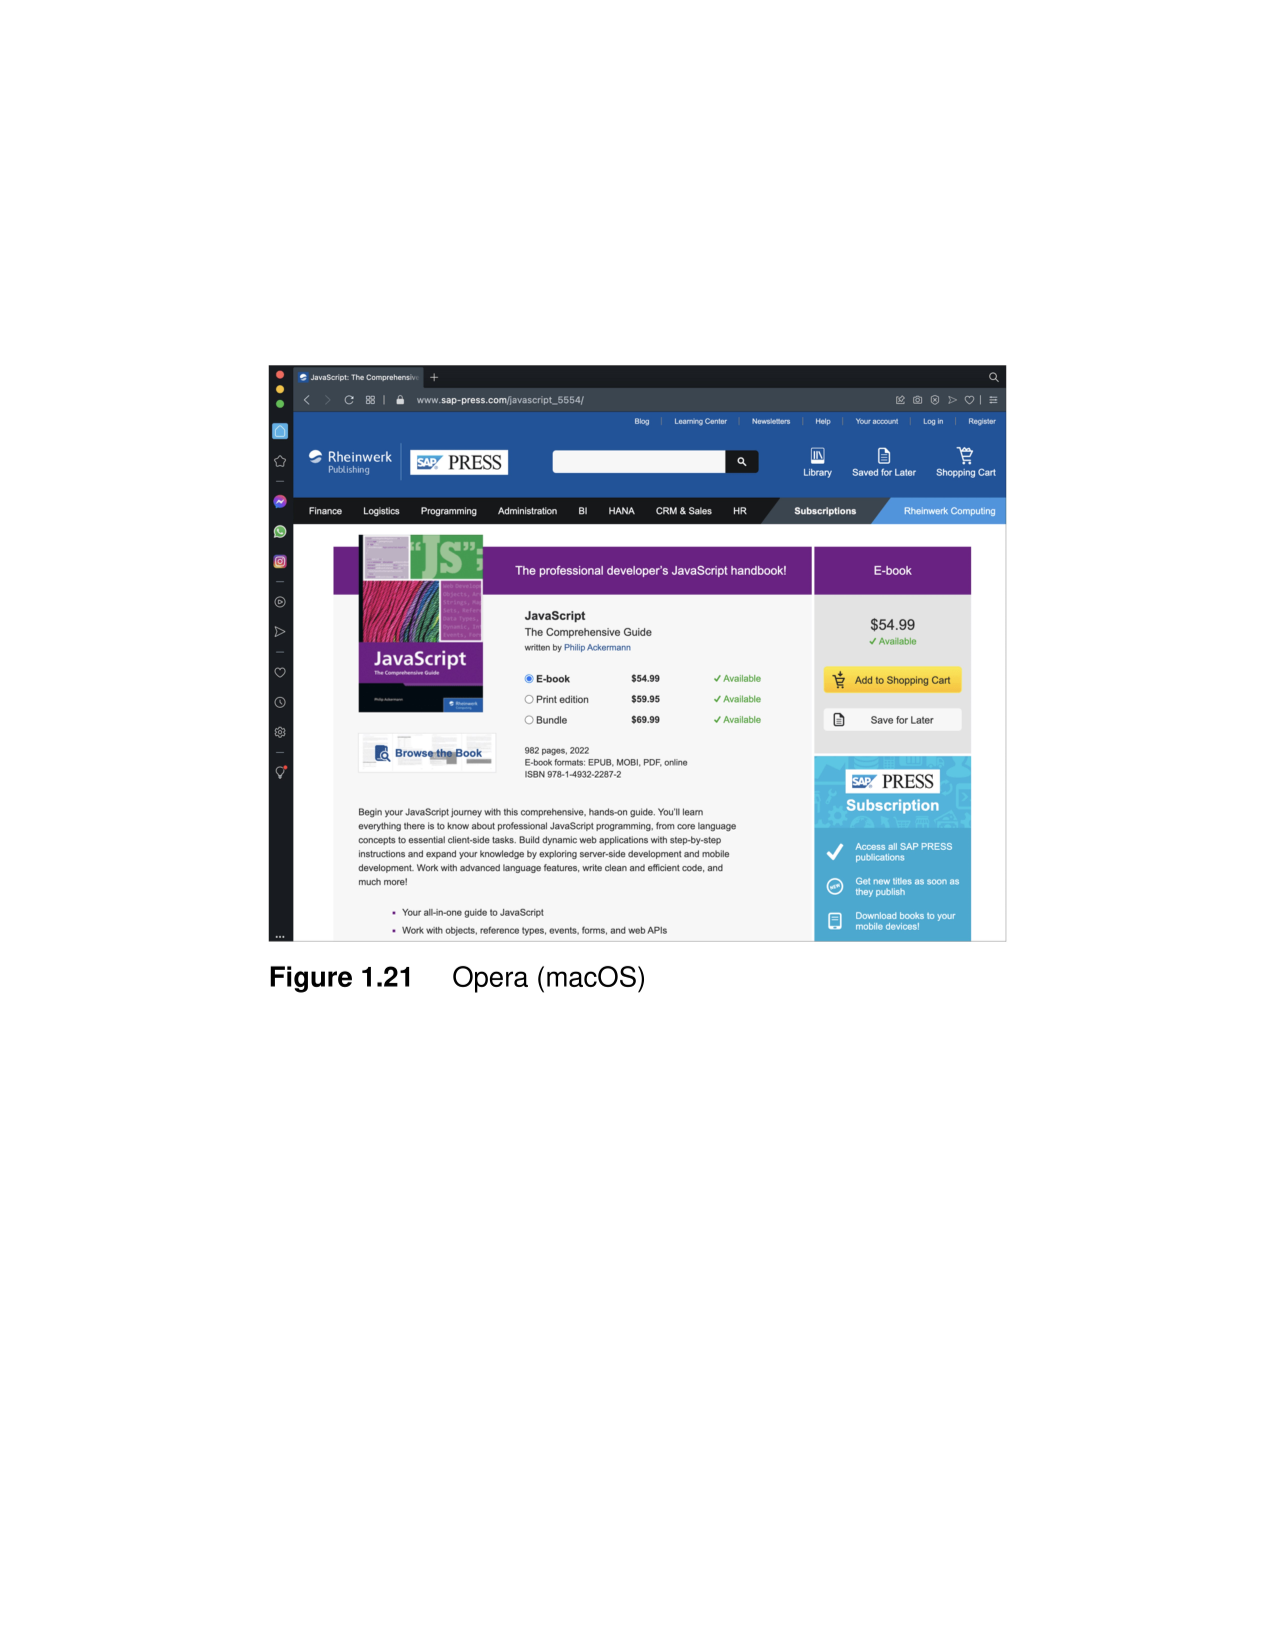 JavaScript: The Comprehensive
www.sap-press.com/javascript_5554/
Blog | Learning Center | Newsletters | Help | Your account | Log in | Register
Rheinwerk
Publishing
SAP PRESS
Library
Saved for Later
Shopping Cart
Finance Logistics Programming Administration BI HANA CRM & Sales HR Subscriptions Rheinwerk Computing
"JS";
JavaScript
The Comprehensive Guide
Philip Ackermann
Rheinwerk
Browse the Book
The professional developer's JavaScript handbook!
JavaScript
The Comprehensive Guide
written by Philip Ackermann
E-book $54.99 ✓ Available
Print edition $59.95 ✓ Available
Bundle $69.99 ✓ Available
982 pages, 2022
E-book formats: EPUB, MOBI, PDF, online
ISBN 978-1-4932-2287-2
Begin your JavaScript journey with this comprehensive, hands-on guide. You'll learn
everything there is to know about professional JavaScript programming, from core language
concepts to essential client-side tasks. Build dynamic web applications with step-by-step
instructions and expand your knowledge by exploring server-side development and mobile
development. Work with advanced language features, write clean and efficient code, and
much more!
• Your all-in-one guide to JavaScript
• Work with objects, reference types, events, forms, and web APIs
E-book
$54.99
✓ Available
Add to Shopping Cart
Save for Later
SAP PRESS
Subscription
Access all SAP PRESS
publications
NEW
Get new titles as soon as
they publish
Download books to your
mobile devices!
Figure 1.21 Opera (macOS)